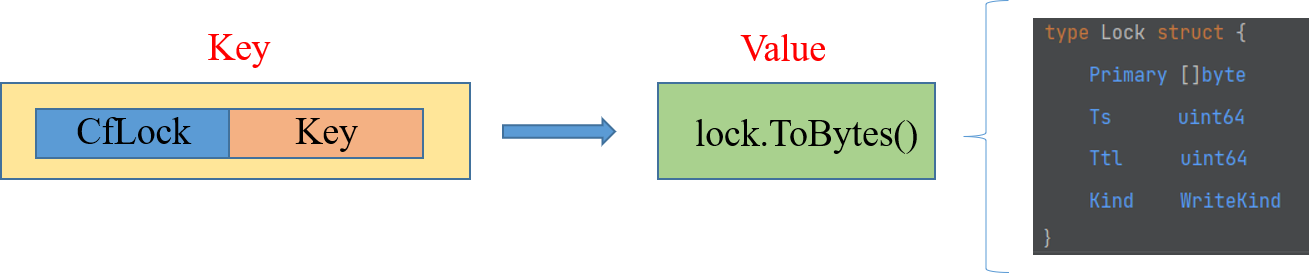 Key
Value
CfLock
Key
lock.ToBytes()
type Lock struct {
Primary []byte
Ts uint64
Ttl uint64
Kind WriteKind
}